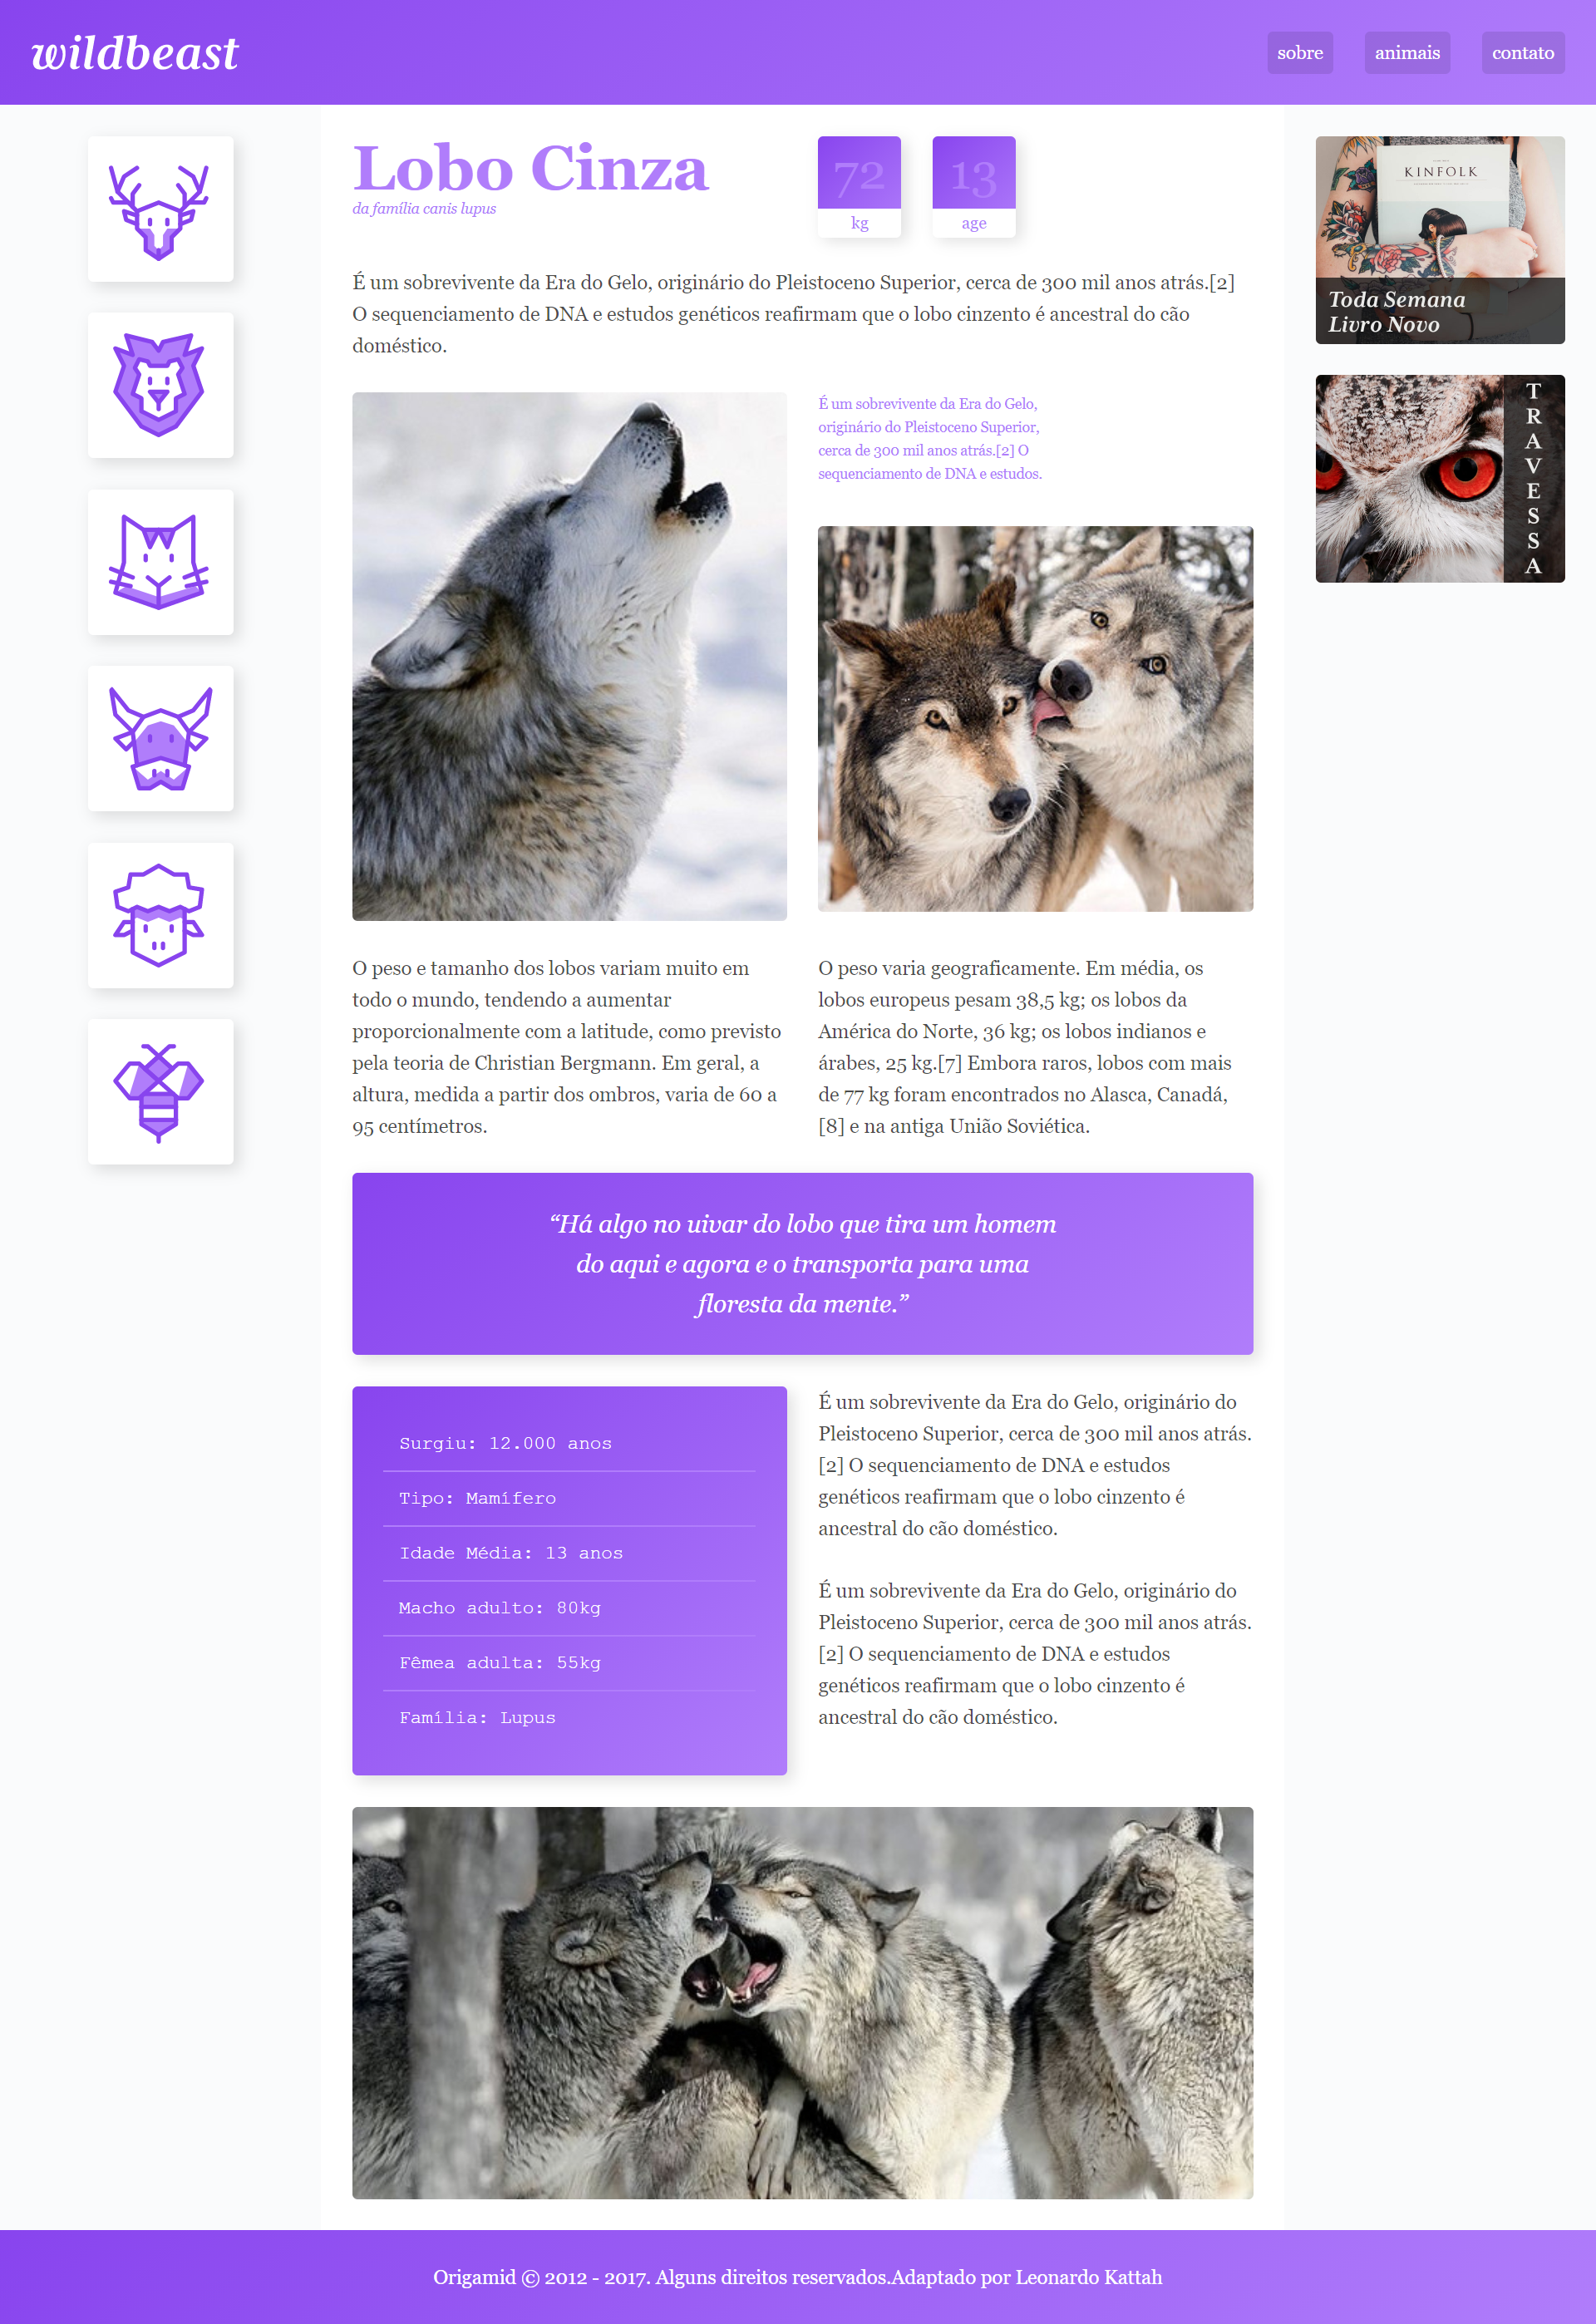 wildbeast
sobre
animais
contato
Lobo Cinza
da família canis lupus
72
kg
13
age
É um sobrevivente da Era do Gelo, originário do Pleistoceno Superior, cerca de 300 mil anos atrás.[2]
O sequenciamento de DNA e estudos genéticos reafirmam que o lobo cinzento é ancestral do cão
doméstico.
É um sobrevivente da Era do Gelo,
originário do Pleistoceno Superior,
cerca de 300 mil anos atrás.[2] O
sequenciamento de DNA e estudos.
O peso e tamanho dos lobos variam muito em
todo o mundo, tendendo a aumentar
proporcionalmente com a latitude, como previsto
pela teoria de Christian Bergmann. Em geral, a
altura, medida a partir dos ombros, varia de 60 a
95 centímetros.
O peso varia geograficamente. Em média, os
lobos europeus pesam 38,5 kg; os lobos da
América do Norte, 36 kg; os lobos indianos e
árabes, 25 kg.[7] Embora raros, lobos com mais
de 77 kg foram encontrados no Alasca, Canadá,
[8] e na antiga União Soviética.
“Há algo no uivar do lobo que tira um homem
do aqui e agora e o transporta para uma
floresta da mente.”
Surgiu: 12.000 anos
Tipo: Mamífero
Idade Média: 13 anos
Macho adulto: 80kg
Fêmea adulta: 55kg
Família: Lupus
É um sobrevivente da Era do Gelo, originário do
Pleistoceno Superior, cerca de 300 mil anos atrás.
[2] O sequenciamento de DNA e estudos
genéticos reafirmam que o lobo cinzento é
ancestral do cão doméstico.
É um sobrevivente da Era do Gelo, originário do
Pleistoceno Superior, cerca de 300 mil anos atrás.
[2] O sequenciamento de DNA e estudos
genéticos reafirmam que o lobo cinzento é
ancestral do cão doméstico.
KINFOLK
Toda Semana
Livro Novo
TRAVESSA
Origamid © 2012 - 2017. Alguns direitos reservados.Adaptado por Leonardo Kattah